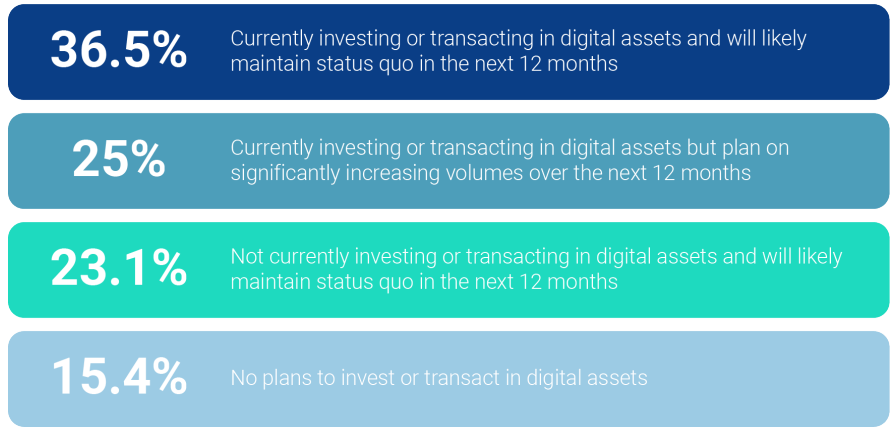 36.5%
Currently investing or transacting in digital assets and will likely
maintain status quo in the next 12 months
25%
Currently investing or transacting in digital assets but plan on
significantly increasing volumes over the next 12 months
23.1%
Not currently investing or transacting in digital assets and will likely
maintain status quo in the next 12 months
15.4%
No plans to invest or transact in digital assets